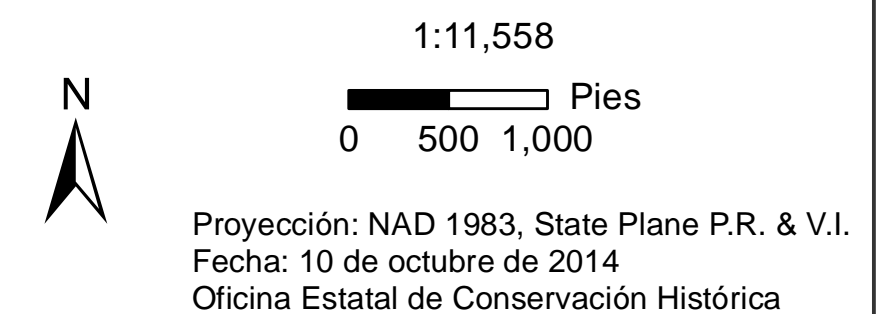 1:11,558
N
Pies
0 500 1,000
Proyección: NAD 1983, State Plane P.R. & V.I.
Fecha: 10 de octubre de 2014
Oficina Estatal de Conservación Histórica